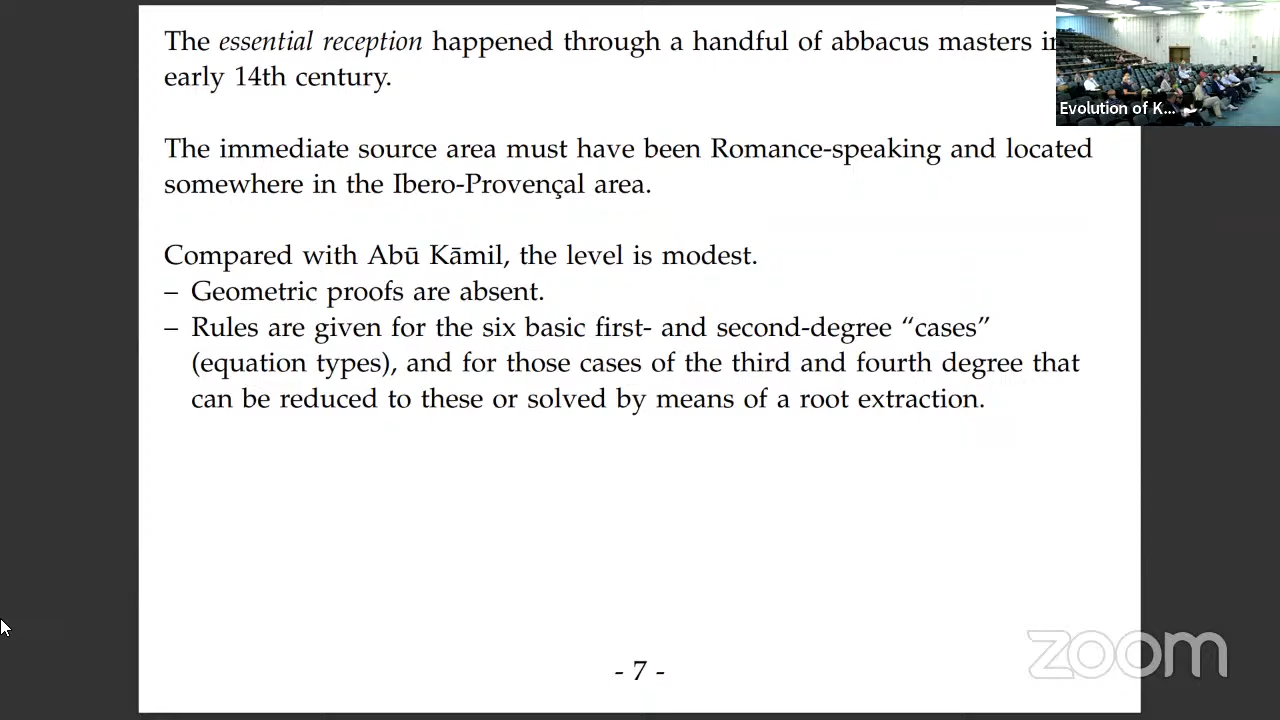 The essential reception happened through a handful of abbacus masters
early 14th century.
The immediate source area must have been Romance-speaking and located
somewhere in the Ibero-Provençal area.
Compared with Abū Kāmil, the level is modest.
– Geometric proofs are absent.
– Rules are given for the six basic first- and second-degree “cases”
(equation types), and for those cases of the third and fourth degree that
can be reduced to these or solved by means of a root extraction.
- 7 -
Evolution of K...
zoom